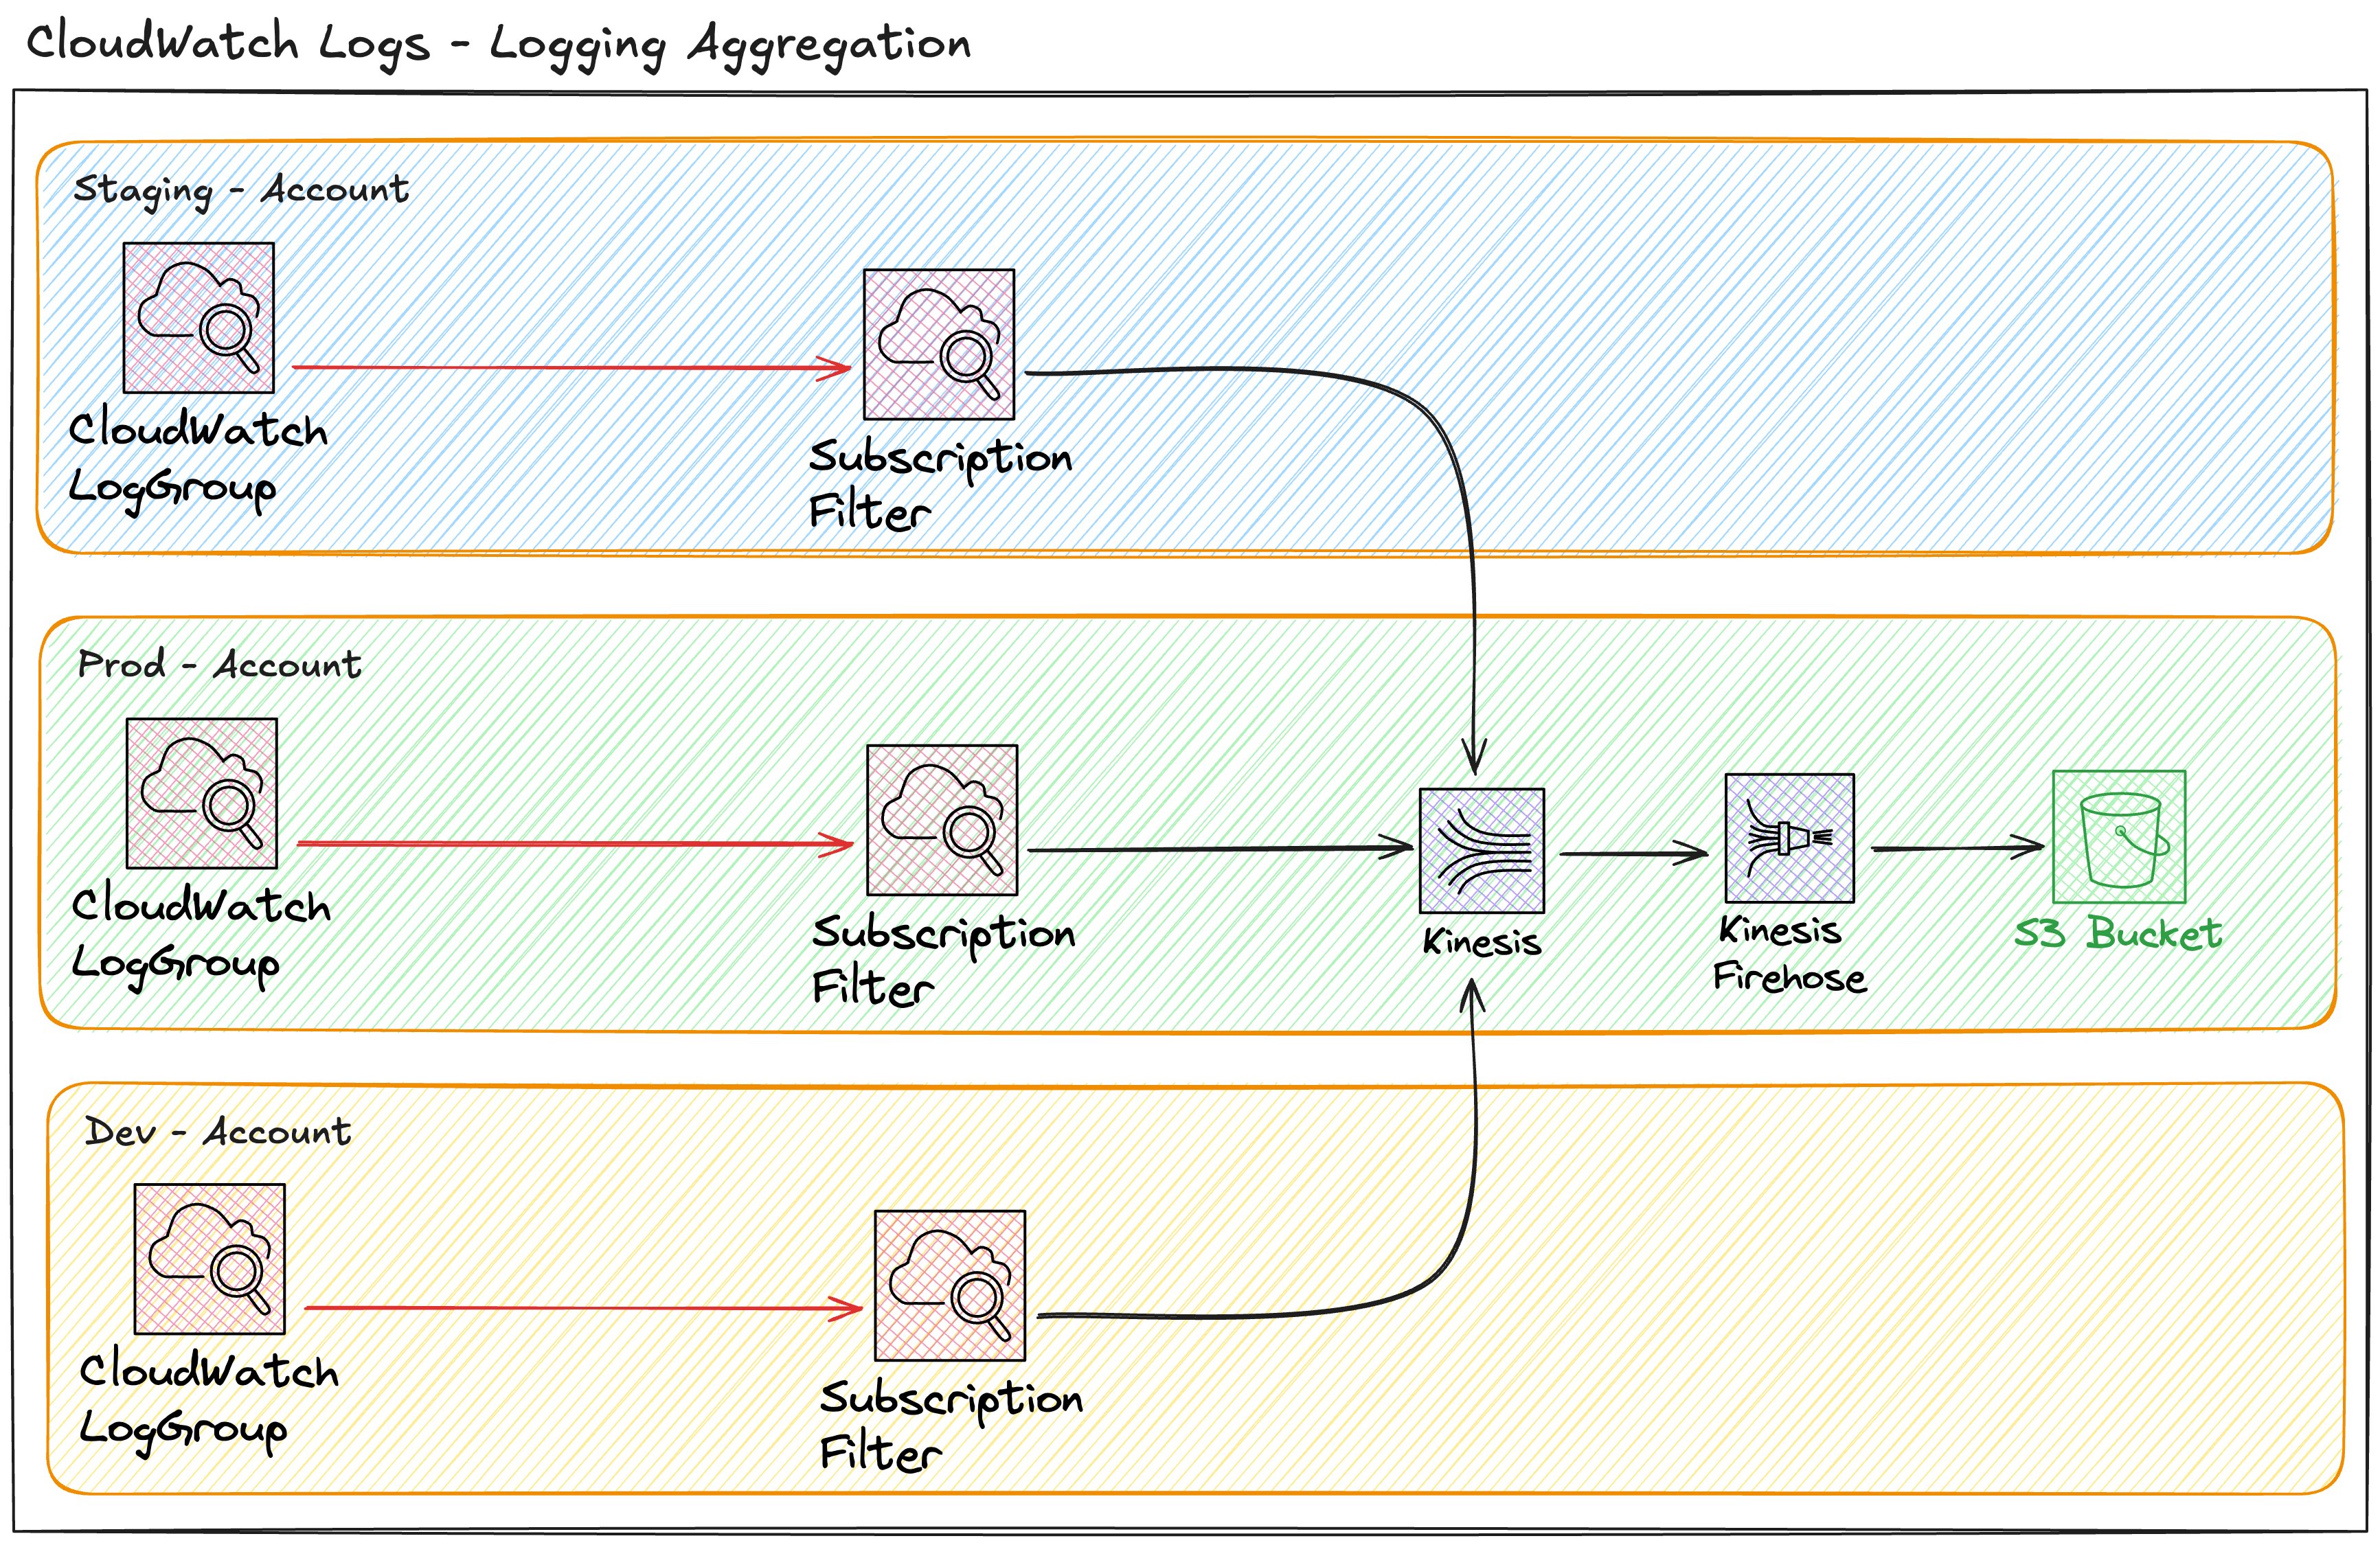 CloudWatch Logs - Logging Aggregation
Staging - Account
CloudWatch
LogGroup
Subscription
Filter
Prod - Account
CloudWatch
LogGroup
Subscription
Filter
Kinesis
Kinesis
Firehose
S3 Bucket
Dev - Account
CloudWatch
LogGroup
Subscription
Filter